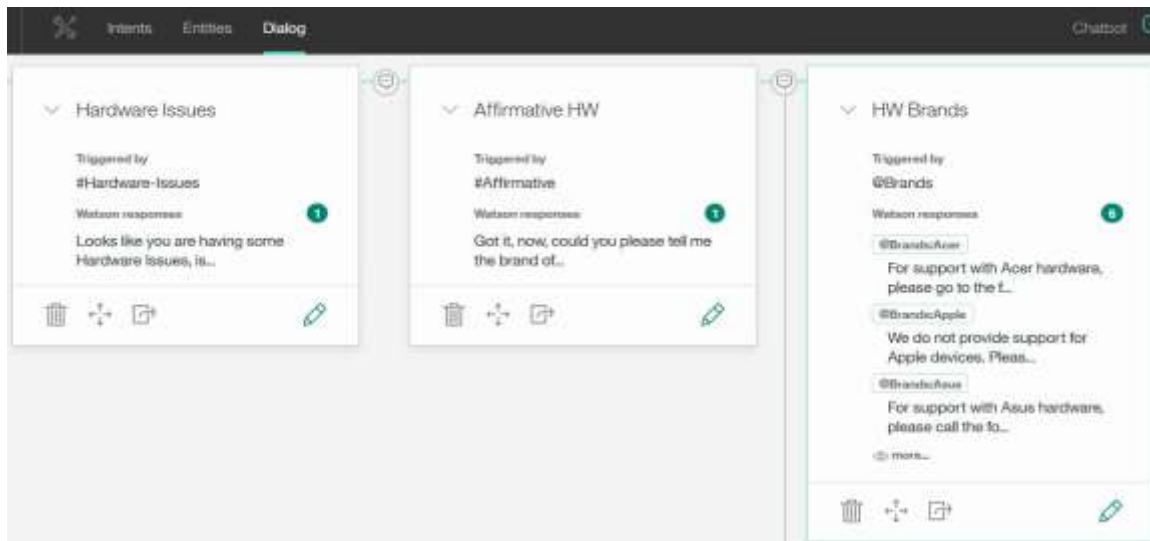 Intents Entities Dialog Chatbot
Hardware Issues
Triggered by
#Hardware-Issues
Watson responses
1
Looks like you are having some
Hardware Issues, is...
Affirmative HW
Triggered by
#Affirmative
Watson responses
1
Got it, now, could you please tell me
the brand of...
HW Brands
Triggered by
@Brands
Watson responses
6
@Brands:Acer
For support with Acer hardware,
please go to the f...
@Brands:Apple
We do not provide support for
Apple devices. Pleas...
@Brands:Asus
For support with Asus hardware,
please call the fo...
more...